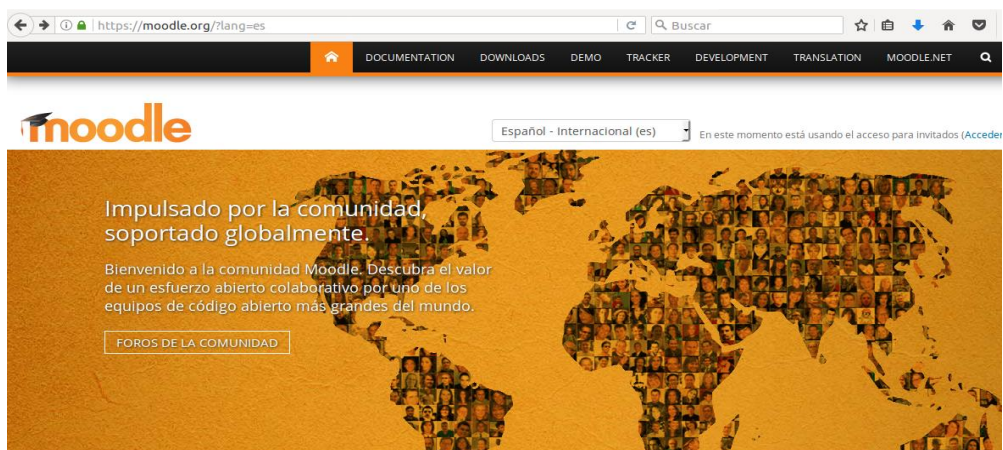 https://moodle.org/?lang=es
Buscar
DOCUMENTATION DOWNLOADS DEMO TRACKER DEVELOPMENT TRANSLATION MOODLE.NET
moodle
Español - Internacional (es)
En este momento está usando el acceso para invitados (Acceder
Impulsado por la comunidad,
soportado globalmente.
Bienvenido a la comunidad Moodle. Descubra el valor
de un esfuerzo abierto colaborativo por uno de los
equipos de código abierto más grandes del mundo.
FOROS DE LA COMUNIDAD